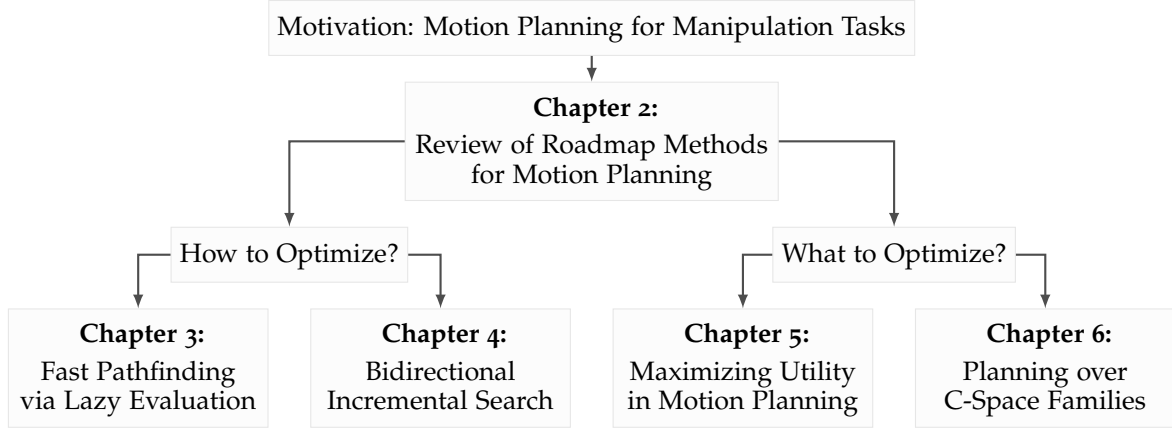 Motivation: Motion Planning for Manipulation Tasks
Chapter 2:
Review of Roadmap Methods
for Motion Planning
How to Optimize?
What to Optimize?
Chapter 3:
Fast Pathfinding
via Lazy Evaluation
Chapter 4:
Bidirectional
Incremental Search
Chapter 5:
Maximizing Utility
in Motion Planning
Chapter 6:
Planning over
C-Space Families